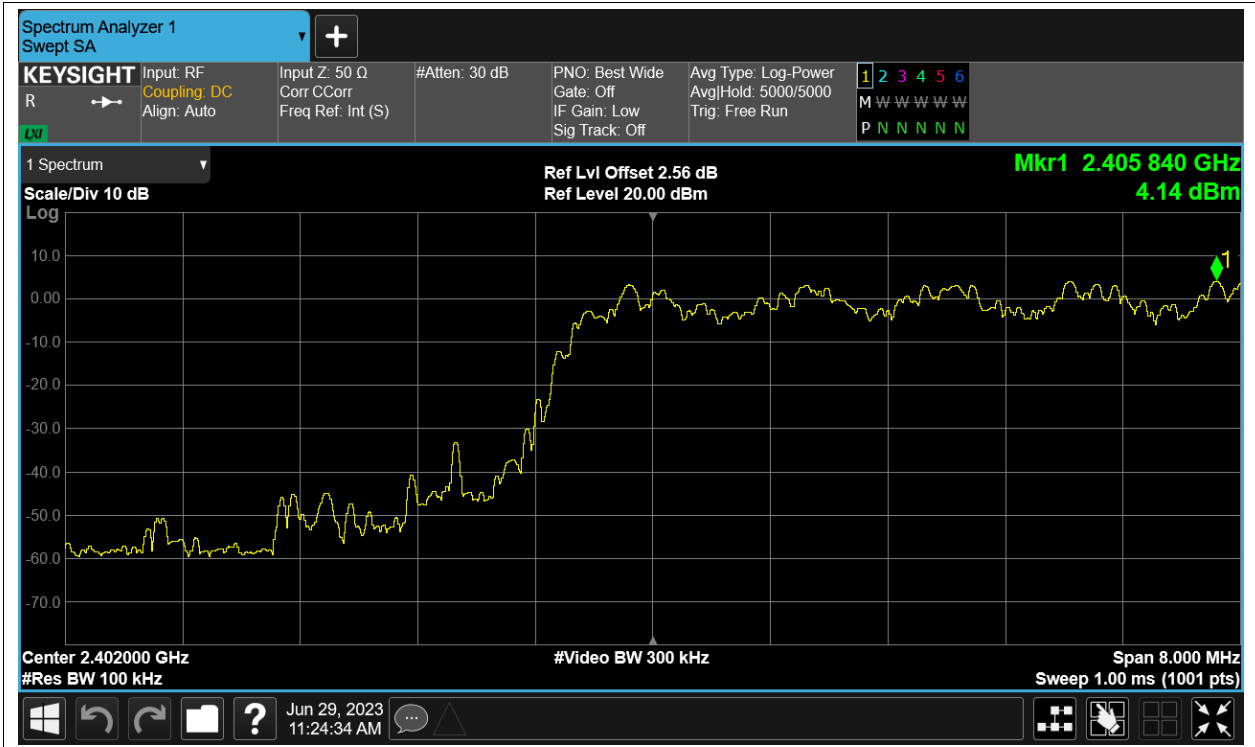 Spectrum Analyzer 1
Swept SA
KEYSIGHT
R
LXI
Input: RF
Coupling: DC
Align: Auto
Input Z: 50 Ω
Corr CCorr
Freq Ref: Int (S)
#Atten: 30 dB
PNO: Best Wide
Gate: Off
IF Gain: Low
Sig Track: Off
Avg Type: Log-Power
Avg|Hold: 5000/5000
Trig: Free Run
1 2 3 4 5 6
M W W W W W
P N N N N N
1 Spectrum
Scale/Div 10 dB
Log
Ref Lvl Offset 2.56 dB
Ref Level 20.00 dBm
Mkr1 2.405 840 GHz
4.14 dBm
1
10.0
0.00
-10.0
-20.0
-30.0
-40.0
-50.0
-60.0
-70.0
Center 2.402000 GHz
#Res BW 100 kHz
#Video BW 300 kHz
Span 8.000 MHz
Sweep 1.00 ms (1001 pts)
?
Jun 29, 2023
11:24:34 AM